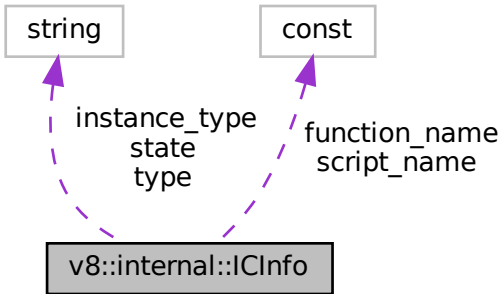 string
const
instance_type
state
type
function_name
script_name
v8::internal::ICInfo